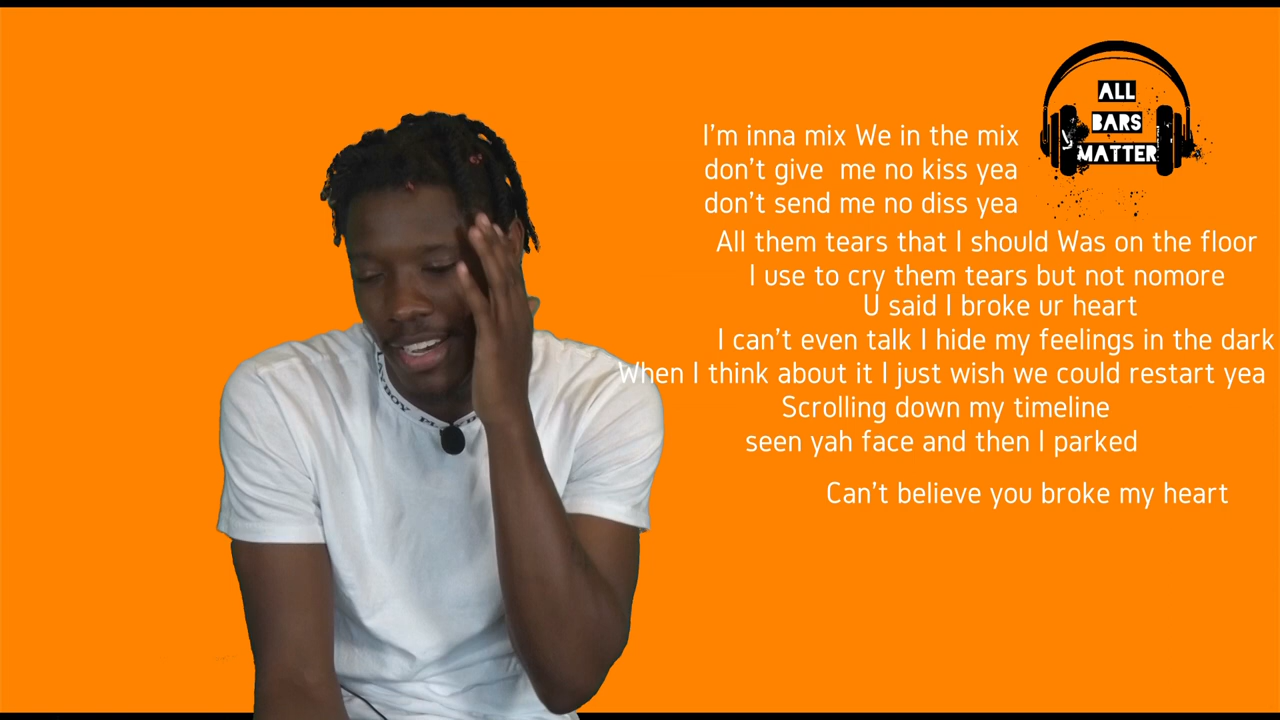 ALL
BARS
MATTER
I'm inna mix We in the mix
don't give me no kiss yea
don't send me no diss yea
All them tears that I should Was on the floor
I use to cry them tears but not nomore
U said I broke ur heart
I can't even talk I hide my feelings in the dark
When I think about it I just wish we could restart yea
Scrolling down my timeline
seen yah face and then I parked
Can't believe you broke my heart
PLAYBOY